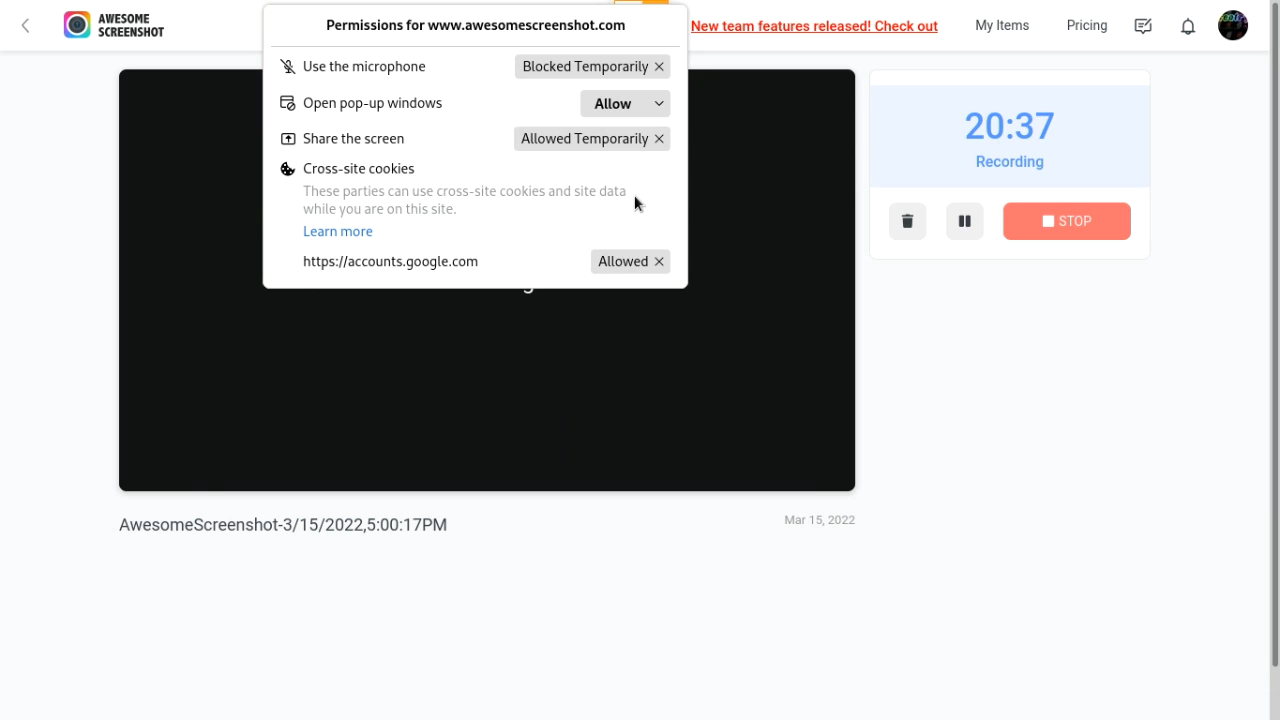 AWESOME
SCREENSHOT
Permissions for www.awesomescreenshot.com
New team features released! Check out
My Items
Pricing
Use the microphone
Blocked Temporarily
Open pop-up windows
Allow
Share the screen
Allowed Temporarily
Cross-site cookies
These parties can use cross-site cookies and site data
while you are on this site.
Learn more
https://accounts.google.com
Allowed
20:37
Recording
STOP
AwesomeScreenshot-3/15/2022,5:00:17PM
Mar 15, 2022